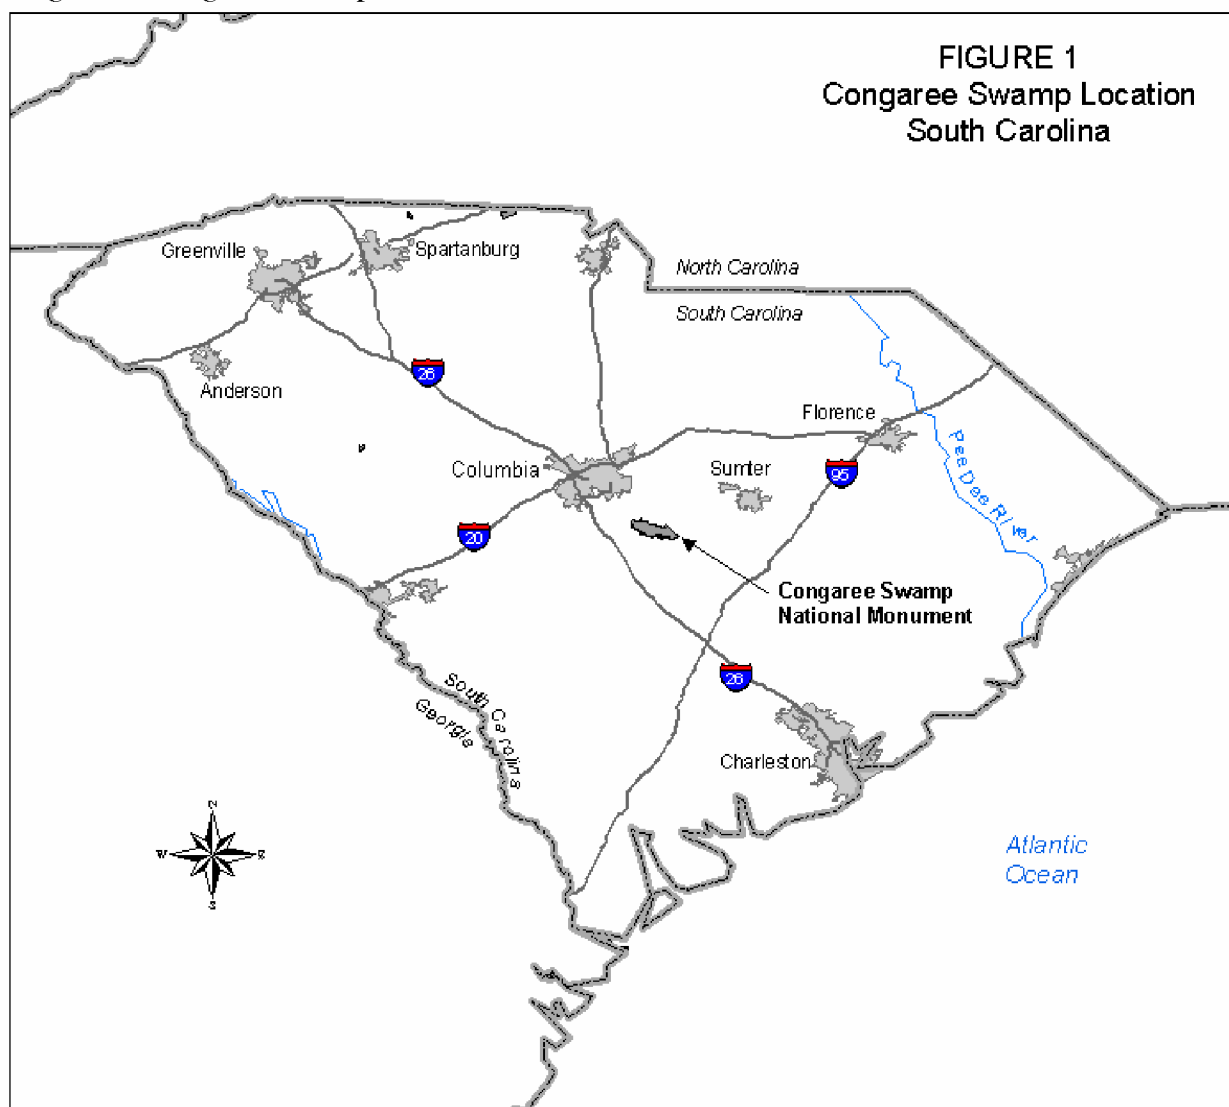 FIGURE 1
Congaree Swamp Location
South Carolina
Greenville
Spartanburg
North Carolina
South Carolina
26
Anderson
Florence
Columbia
Sumter
95
Pee Dee River
20
Congaree Swamp
National Monument
South Carolina
Georgia
26
Charleston
N
W
E
S
Atlantic
Ocean